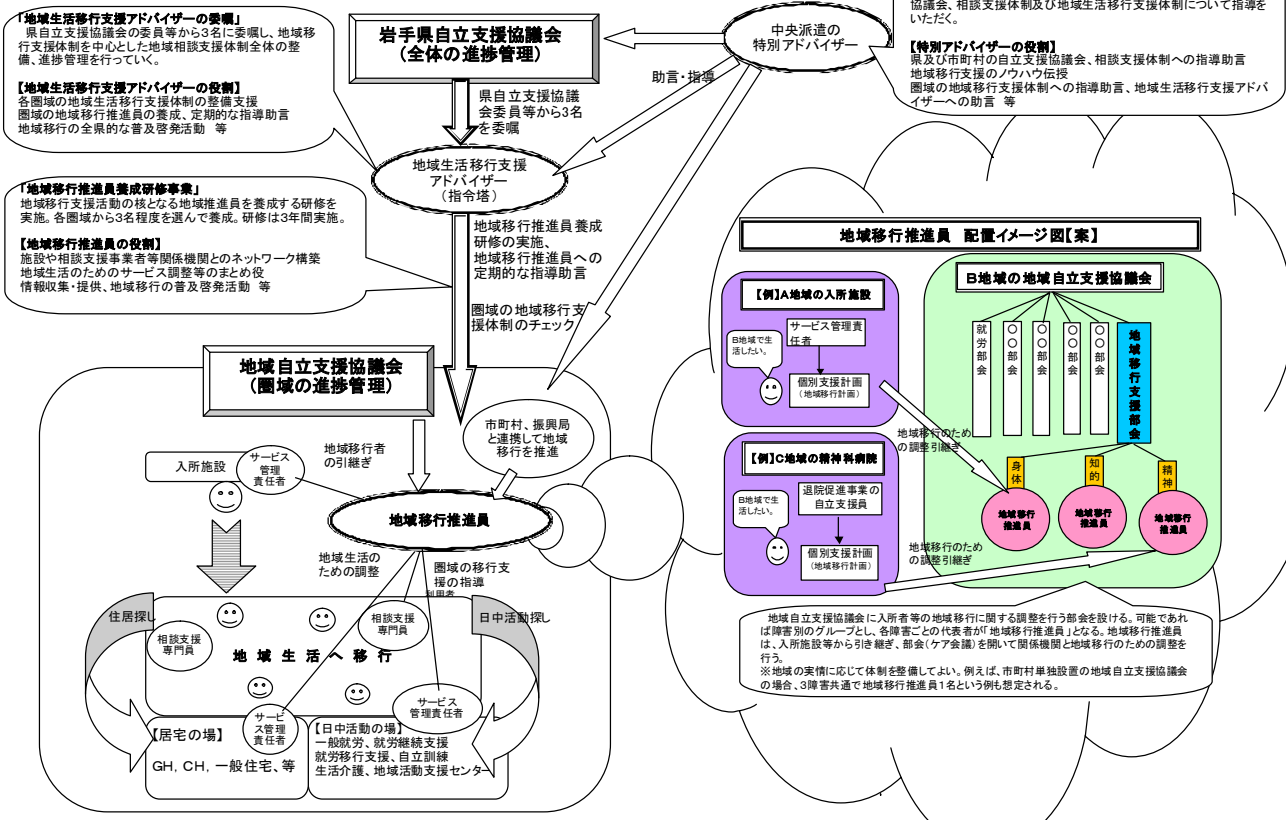 「地域生活移行支援アドバイザーの委嘱」
県自立支援協議会の委員等から3名に委嘱し、地域移
行支援体制を中心とした地域相談支援体制全体の整
備、進捗管理を行っていく。
【地域生活移行支援アドバイザーの役割】
各圏域の地域生活移行支援体制の整備支援
圏域の地域移行推進員の養成、定期的な指導助言
地域移行の全県的な普及啓発活動 等
岩手県自立支援協議会
(全体の進捗管理)
中央派遣の
特別アドバイザー
協議会、相談支援体制及び地域生活移行支援体制について指導を
いただく。
【特別アドバイザーの役割】
県及び市町村の自立支援協議会、相談支援体制への指導助言
地域移行支援のノウハウ伝授
圏域の地域移行支援体制への指導助言、地域生活移行支援アドバ
イザーへの助言 等
助言・指導
県自立支援協議
会委員等から3名
を委嘱
地域生活移行支援
アドバイザー
(指令塔)
「地域移行推進員養成研修事業」
地域移行支援活動の核となる地域推進員を養成する研修を
実施。各圏域から3名程度を選んで養成。研修は3年間実施。
【地域移行推進員の役割】
施設や相談支援事業者等関係機関とのネットワーク構築
地域生活のためのサービス調整等のまとめ役
情報収集・提供、地域移行の普及啓発活動 等
地域移行推進員養成
研修の実施、
地域移行推進員への
定期的な指導助言
圏域の地域移行支
援体制のチェック
地域自立支援協議会
(圏域の進捗管理)
市町村、振興局
と連携して地域
移行を推進
入所施設
サービス
管理
責任者
地域移行者
の引継ぎ
地域移行推進員
地域生活の
ための調整
圏域の移行支
援の指導
利用者
住居探し
日中活動探し
相談支援
専門員
相談支援
専門員
地域生活へ移行
サービ
ス管理
責任者
サービス
管理責任者
【居宅の場】
GH, CH, 一般住宅、等
【日中活動の場】
一般就労、就労継続支援
就労移行支援、自立訓練
生活介護、地域活動支援センター
地域移行推進員 配置イメージ図【案】
【例】A地域の入所施設
サービス管理責
任者
B地域で生
活したい。
個別支援計画
(地域移行計画)
【例】C地域の精神科病院
退院促進事業の
自立支援員
B地域で生
活したい。
個別支援計画
(地域移行計画)
地域移行のため
の調整引継ぎ
地域移行のため
の調整引継ぎ
B地域の地域自立支援協議会
就労部会
〇〇部会
〇〇部会
〇〇部会
〇〇部会
地域移行支援部会
身体
知的
精神
地域移行
推進員
地域移行
推進員
地域移行
推進員
地域自立支援協議会に入所者等の地域移行に関する調整を行う部会を設ける。可能であれ
ば障害別のグループとし、各障害ごとの代表者が「地域移行推進員」となる。地域移行推進員
は、入所施設等から引き継ぎ、部会(ケア会議)を開いて関係機関と地域移行のための調整を
行う。
※地域の実情に応じて体制を整備してよい。例えば、市町村単独設置の地域自立支援協議会
の場合、3障害共通で地域移行推進員1名という例も想定される。